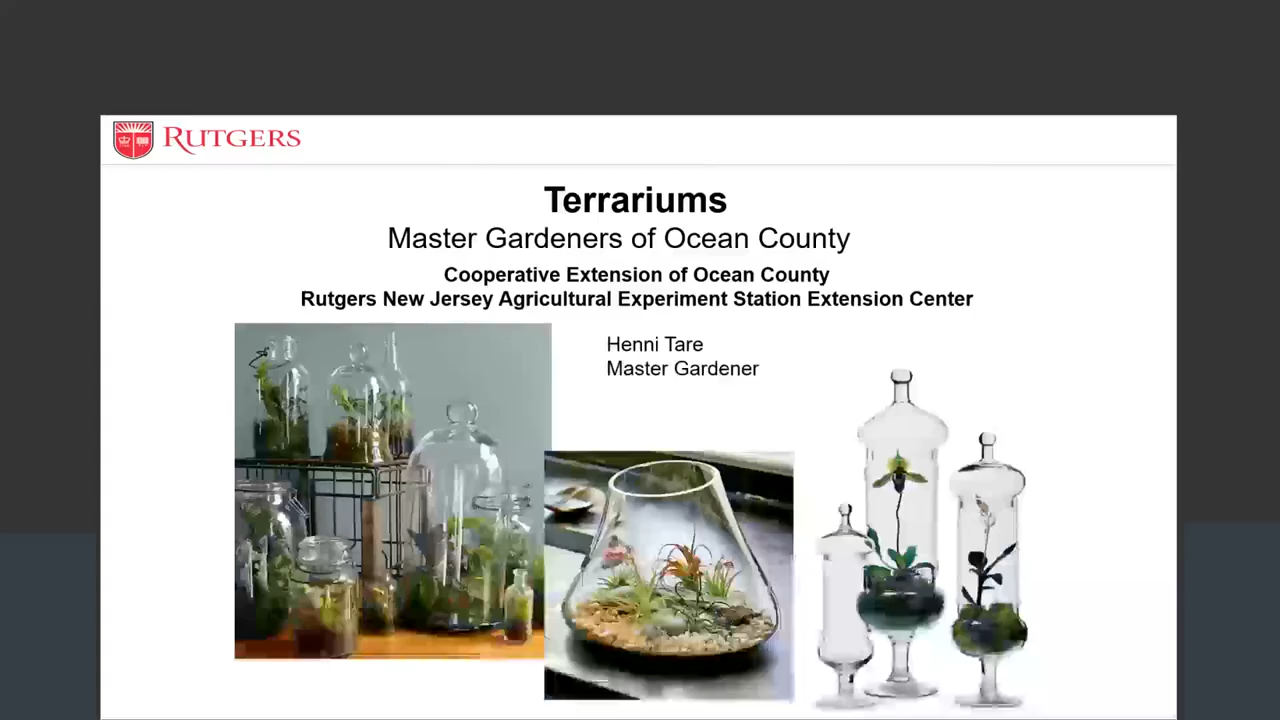 RUTGERS
Terrariums
Master Gardeners of Ocean County
Cooperative Extension of Ocean County
Rutgers New Jersey Agricultural Experiment Station Extension Center
Henni Tare
Master Gardener